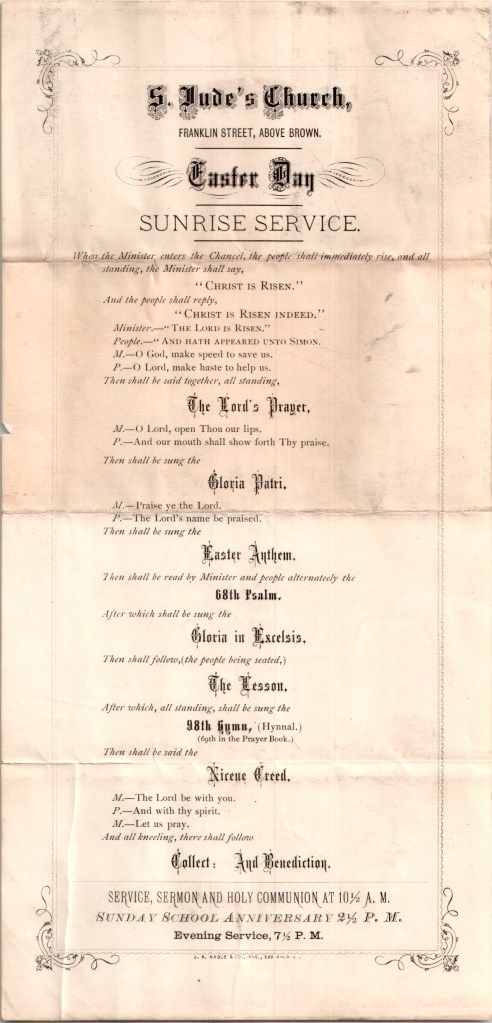 S. Jude's Church,
FRANKLIN STREET, ABOVE BROWN.
Easter Day
SUNRISE SERVICE.
When the Minister enters the Chancel, the people shall immediately rise, and all
standing, the Minister shall say,
"CHRIST IS RISEN."
And the people shall reply,
"CHRIST IS RISEN INDEED."
Minister.—"THE LORD IS RISEN."
People.—"AND HATH APPEARED UNTO SIMON.
M.—O God, make speed to save us.
P.—O Lord, make haste to help us.
Then shall be said together, all standing,
The Lord's Prayer,
M.—O Lord, open Thou our lips.
P.—And our mouth shall show forth Thy praise.
Then shall be sung the
Gloria Patri,
M.—Praise ye the Lord.
P.—The Lord's name be praised.
Then shall be sung the
Easter Anthem.
Then shall be read by Minister and people alternateely the
68th Psalm.
After which shall be sung the
Gloria in Excelsis,
Then shall follow,(the people being seated,)
The Lesson,
After which, all standing, shall be sung the
98th Hymn, (Hynnal.)
(69th in the Prayer Book.)
Then shall be said the
Nicene Creed.
M.—The Lord be with you.
P.—And with thy spirit.
M.—Let us pray.
And all kneeling, there shall follow
Collect: And Benediction.
SERVICE, SERMON AND HOLY COMMUNION AT 10½ A. M.
SUNDAY SCHOOL ANNIVERSARY 2½ P. M.
Evening Service, 7½ P. M.
J. R. NAGLE & CO.,